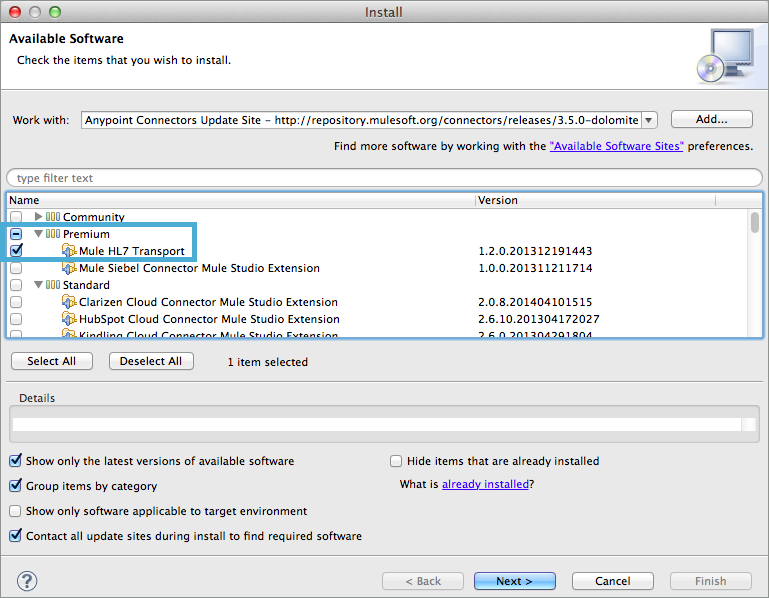 Install
Available Software
Check the items that you wish to install.
Work with: Anypoint Connectors Update Site - http://repository.mulesoft.org/connectors/releases/3.5.0-dolomite Add...
Find more software by working with the "Available Software Sites" preferences.
type filter text
Name Version
Community
Premium
Mule HL7 Transport 1.2.0.201312191443
Mule Siebel Connector Mule Studio Extension 1.0.0.201311211714
Standard
Clarizen Cloud Connector Mule Studio Extension 2.0.8.201404101515
HubSpot Cloud Connector Mule Studio Extension 2.6.10.201304172027
Kindling Cloud Connector Mule Studio Extension 2.6.0.201304291804
Select All Deselect All 1 item selected
Details
Show only the latest versions of available software Hide items that are already installed
Group items by category What is already installed?
Show only software applicable to target environment
Contact all update sites during install to find required software
? < Back Next > Cancel Finish